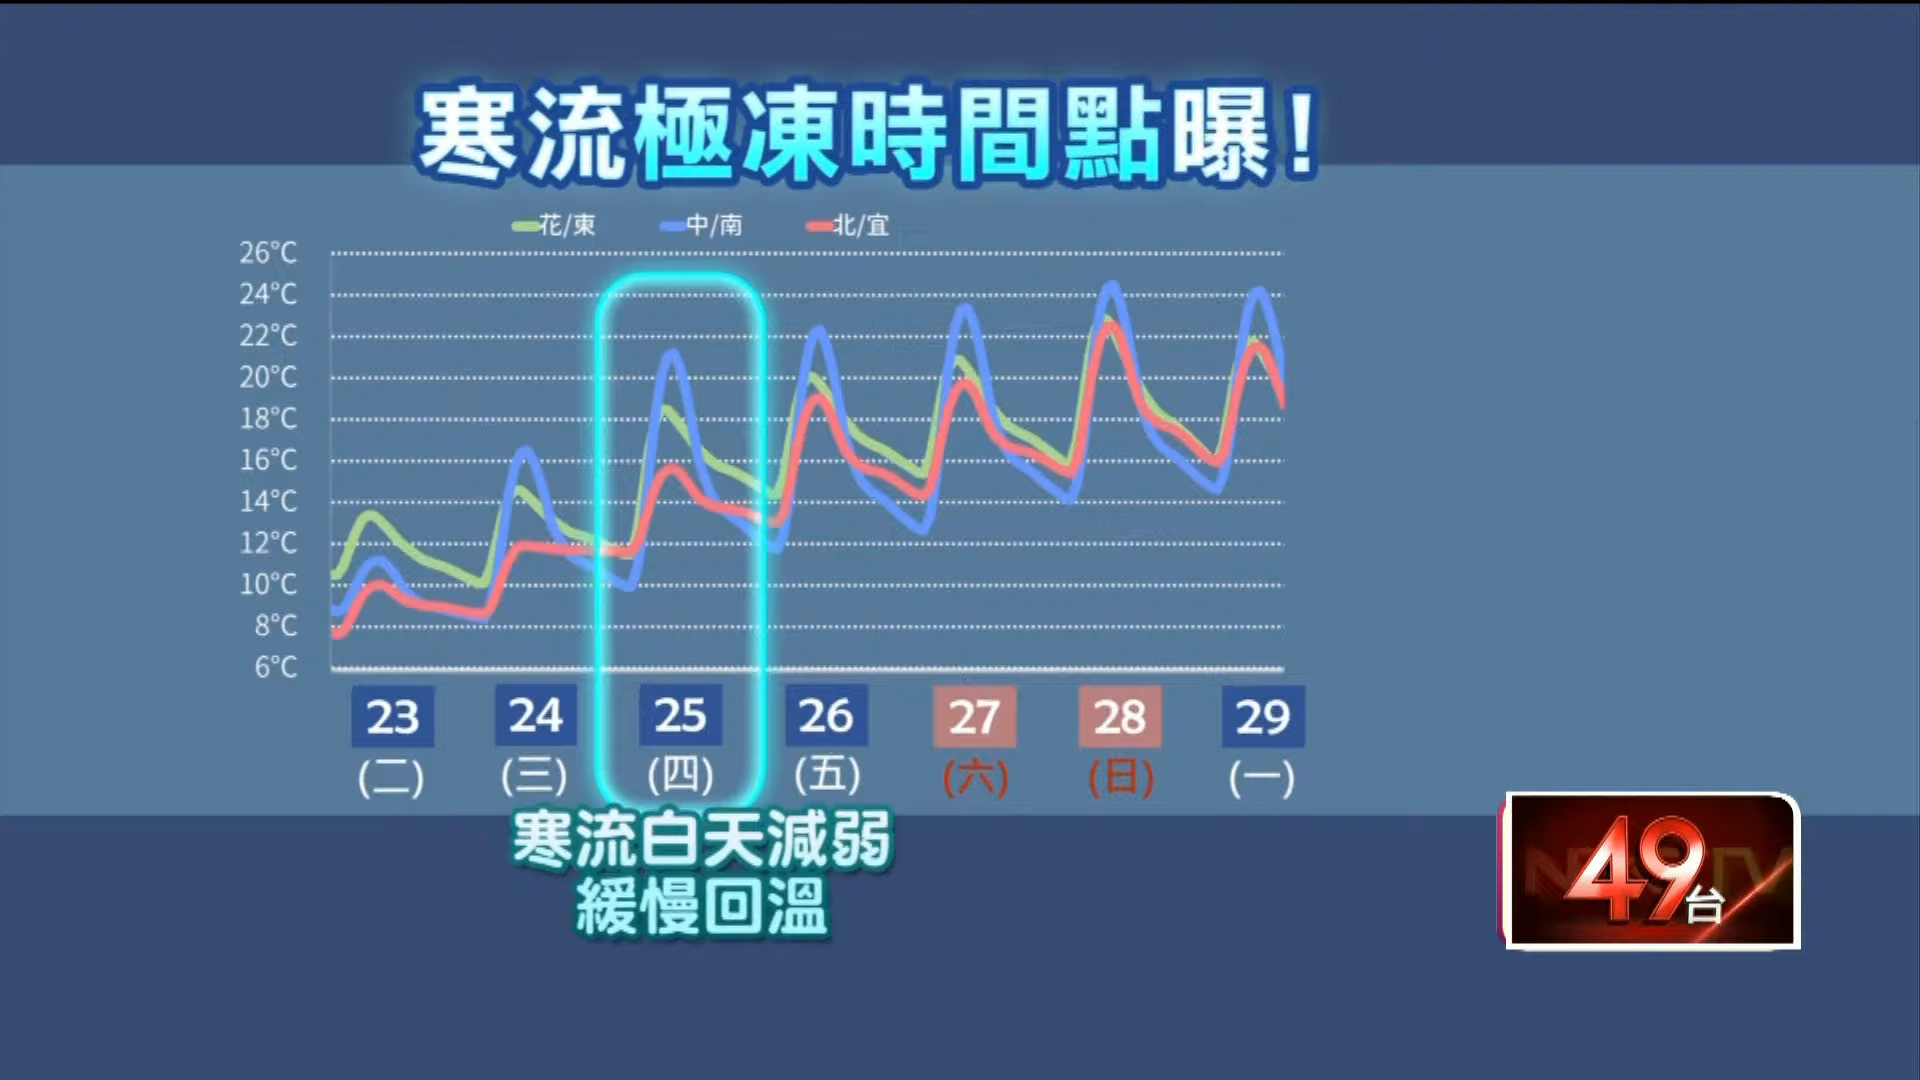 寒流極凍時間點曝!
花/東 中/南 北/宜
26°C
24°C
22°C
20°C
18°C
16°C
14°C
12°C
10°C
8°C
6°C
23 24 25 26 27 28 29
(二) (三) (四) (五) (六) (日) (一)
寒流白天減弱
緩慢回溫
49台